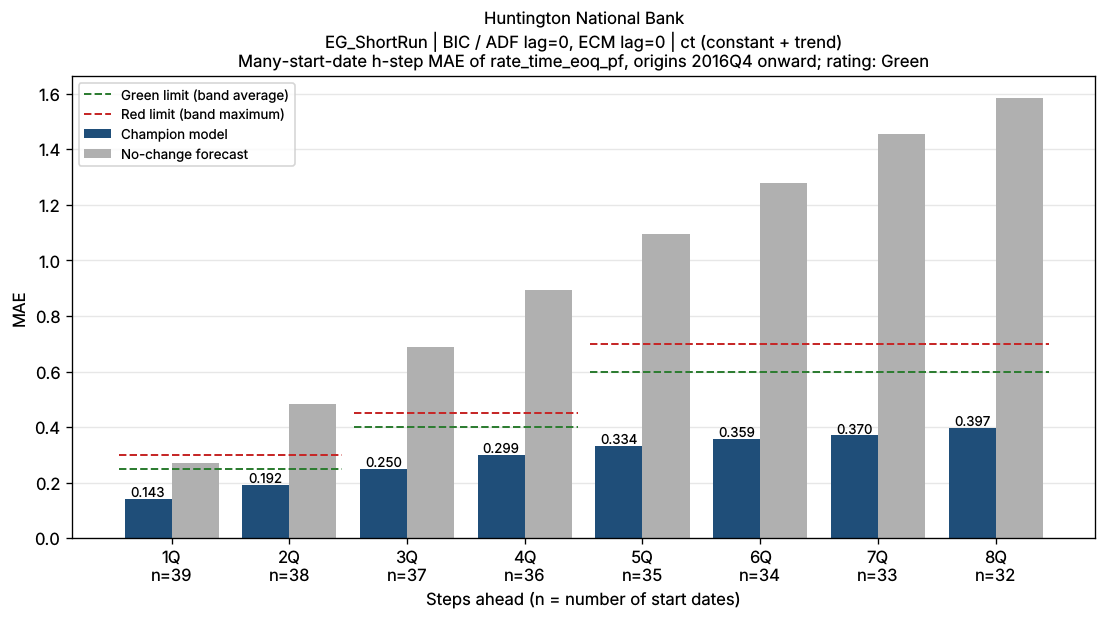 Huntington National Bank
EG_ShortRun | BIC / ADF lag=0, ECM lag=0 | ct (constant + trend)
Many-start-date h-step MAE of rate_time_eoq_pf, origins 2016Q4 onward; rating: Green
Green limit (band average)
Red limit (band maximum)
Champion model
No-change forecast
MAE
1.6
1.4
1.2
1.0
0.8
0.6
0.4
0.2
0.0
0.143
0.192
0.250
0.299
0.334
0.359
0.370
0.397
1Q 2Q 3Q 4Q 5Q 6Q 7Q 8Q
n=39 n=38 n=37 n=36 n=35 n=34 n=33 n=32
Steps ahead (n = number of start dates)